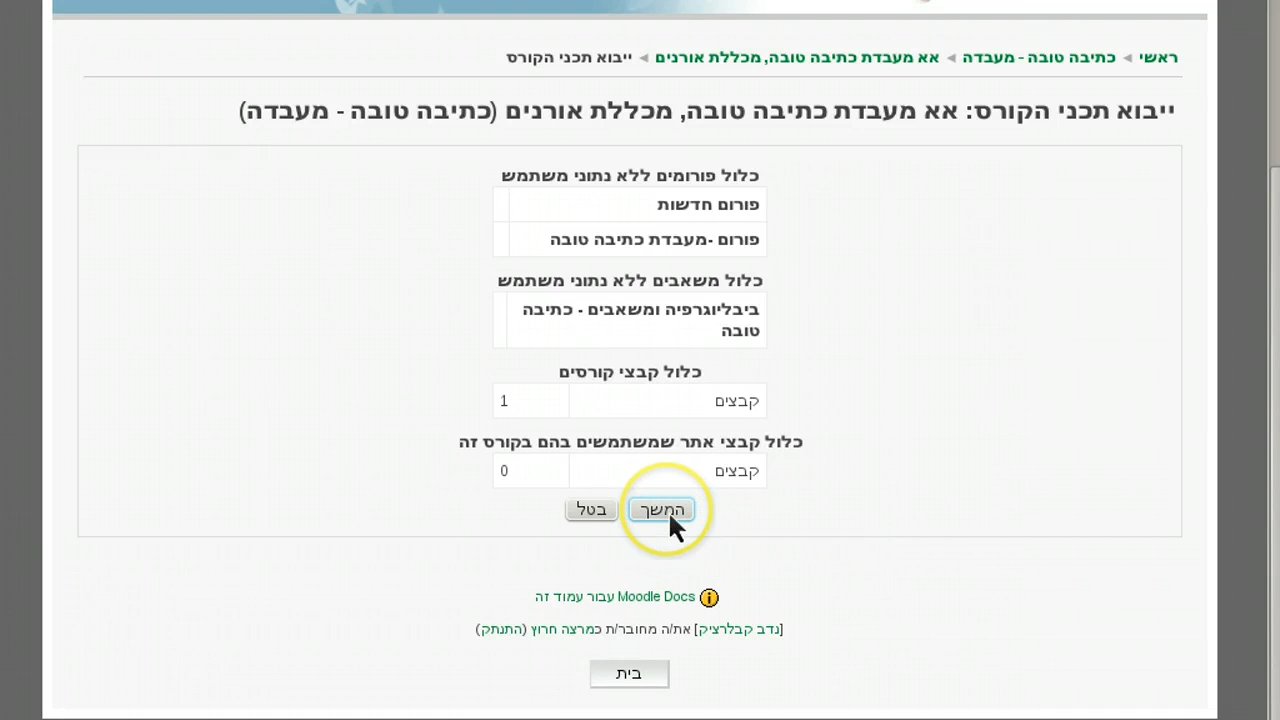 ראשי ◄ כתיבה טובה - מעבדה ◄ אא מעבדת כתיבה טובה, מכללת אורנים ◄ ייבוא תכני הקורס
ייבוא תכני הקורס: אא מעבדת כתיבה טובה, מכללת אורנים (כתיבה טובה - מעבדה)
כלול פורומים ללא נתוני משתמש
פורום חדשות
פורום -מעבדת כתיבה טובה
כלול משאבים ללא נתוני משתמש
ביבליוגרפיה ומשאבים - כתיבה
טובה
כלול קבצי קורסים
קבצים 1
כלול קבצי אתר שמשתמשים בהם בקורס זה
קבצים 0
המשך בטל
Moodle Docs עבור עמוד זה
[נדב קבלרציק] את/ה מחובר/ת כמרצה חרוץ (התנתק)
בית